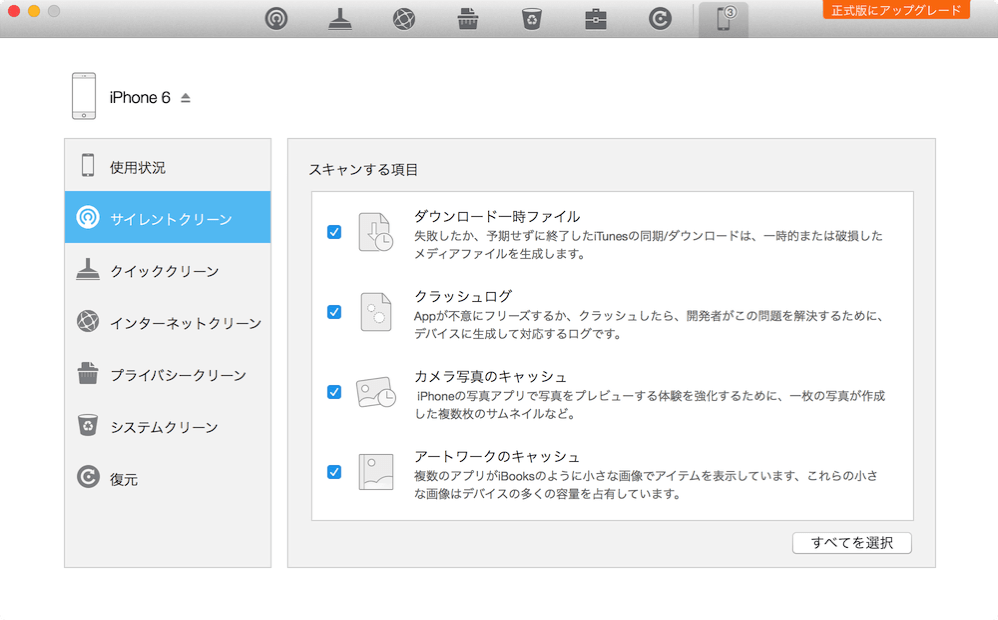 3
正式版にアップグレード
iPhone 6
使用状況
サイレントクリーン
クイッククリーン
インターネットクリーン
プライバシークリーン
システムクリーン
復元
スキャンする項目
ダウンロード一時ファイル
失敗したか、予期せずに終了したiTunesの同期/ダウンロードは、一時的または破損した
メディアファイルを生成します。
クラッシュログ
Appが不意にフリーズするか、クラッシュしたら、開発者がこの問題を解決するために、
デバイスに生成して対応するログです。
カメラ写真のキャッシュ
iPhoneの写真アプリで写真をプレビューする体験を強化するために、一枚の写真が作成
した複数枚のサムネイルなど。
アートワークのキャッシュ
複数のアプリがiBooksのように小さな画像でアイテムを表示しています、これらの小さ
な画像はデバイスの多くの容量を占有しています。
すべてを選択